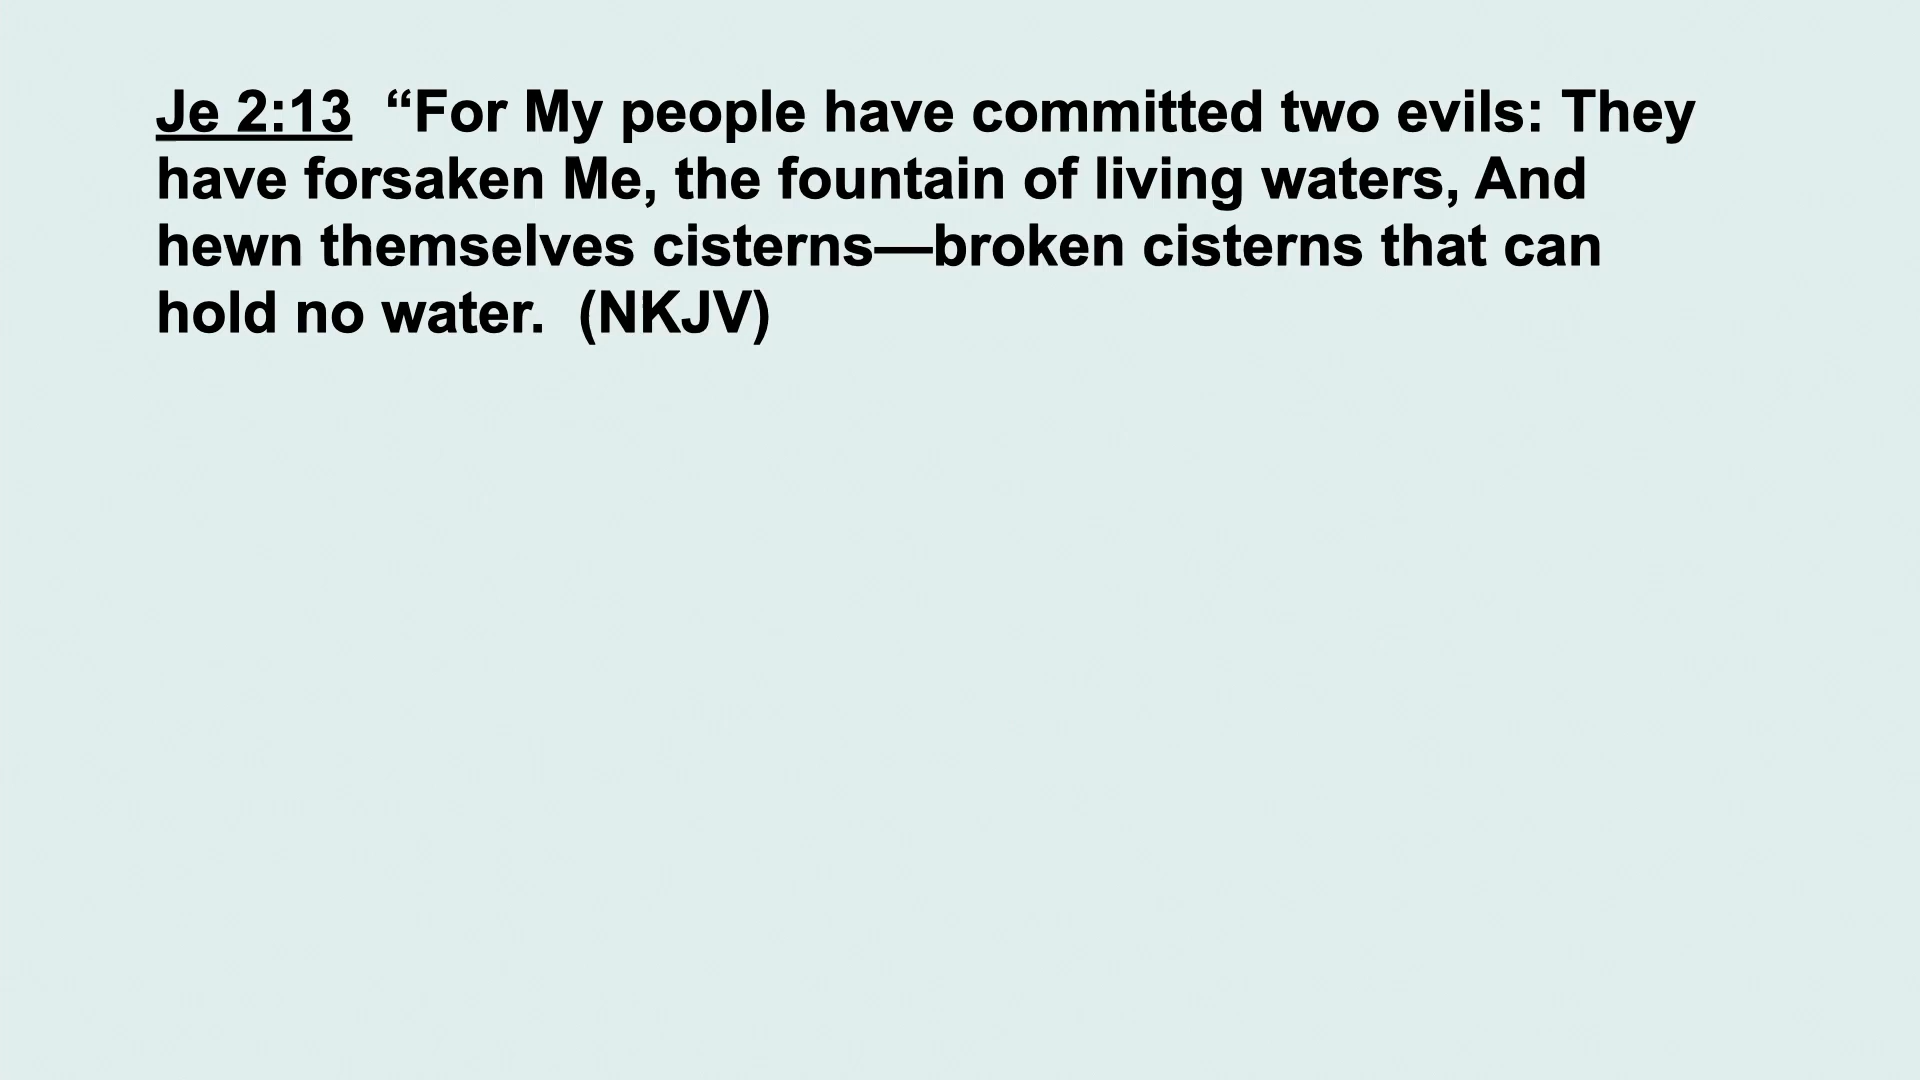 Je 2:13  “For My people have committed two evils: They
have forsaken Me, the fountain of living waters, And
hewn themselves cisterns—broken cisterns that can
hold no water.  (NKJV)